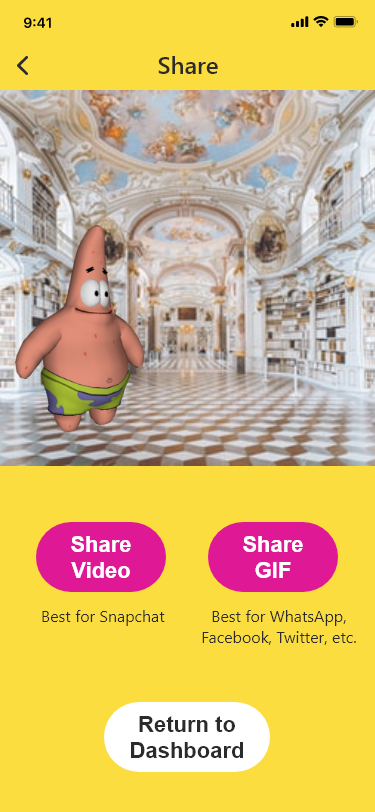 9:41
Share
Share
Video
Share
GIF
Best for Snapchat
Best for WhatsApp,
Facebook, Twitter, etc.
Return to
Dashboard